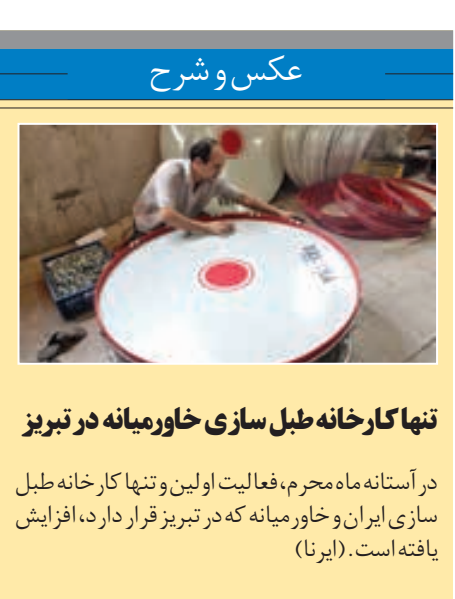 عکس و شرح
تنها کارخانه طبل سازی خاورمیانه در تبریز
در آستانه ماه محرم، فعالیت اولین و تنها کارخانه طبل
سازی ایران و خاورمیانه که در تبریز قرار دارد، افزایش
یافته است. (ایرنا)